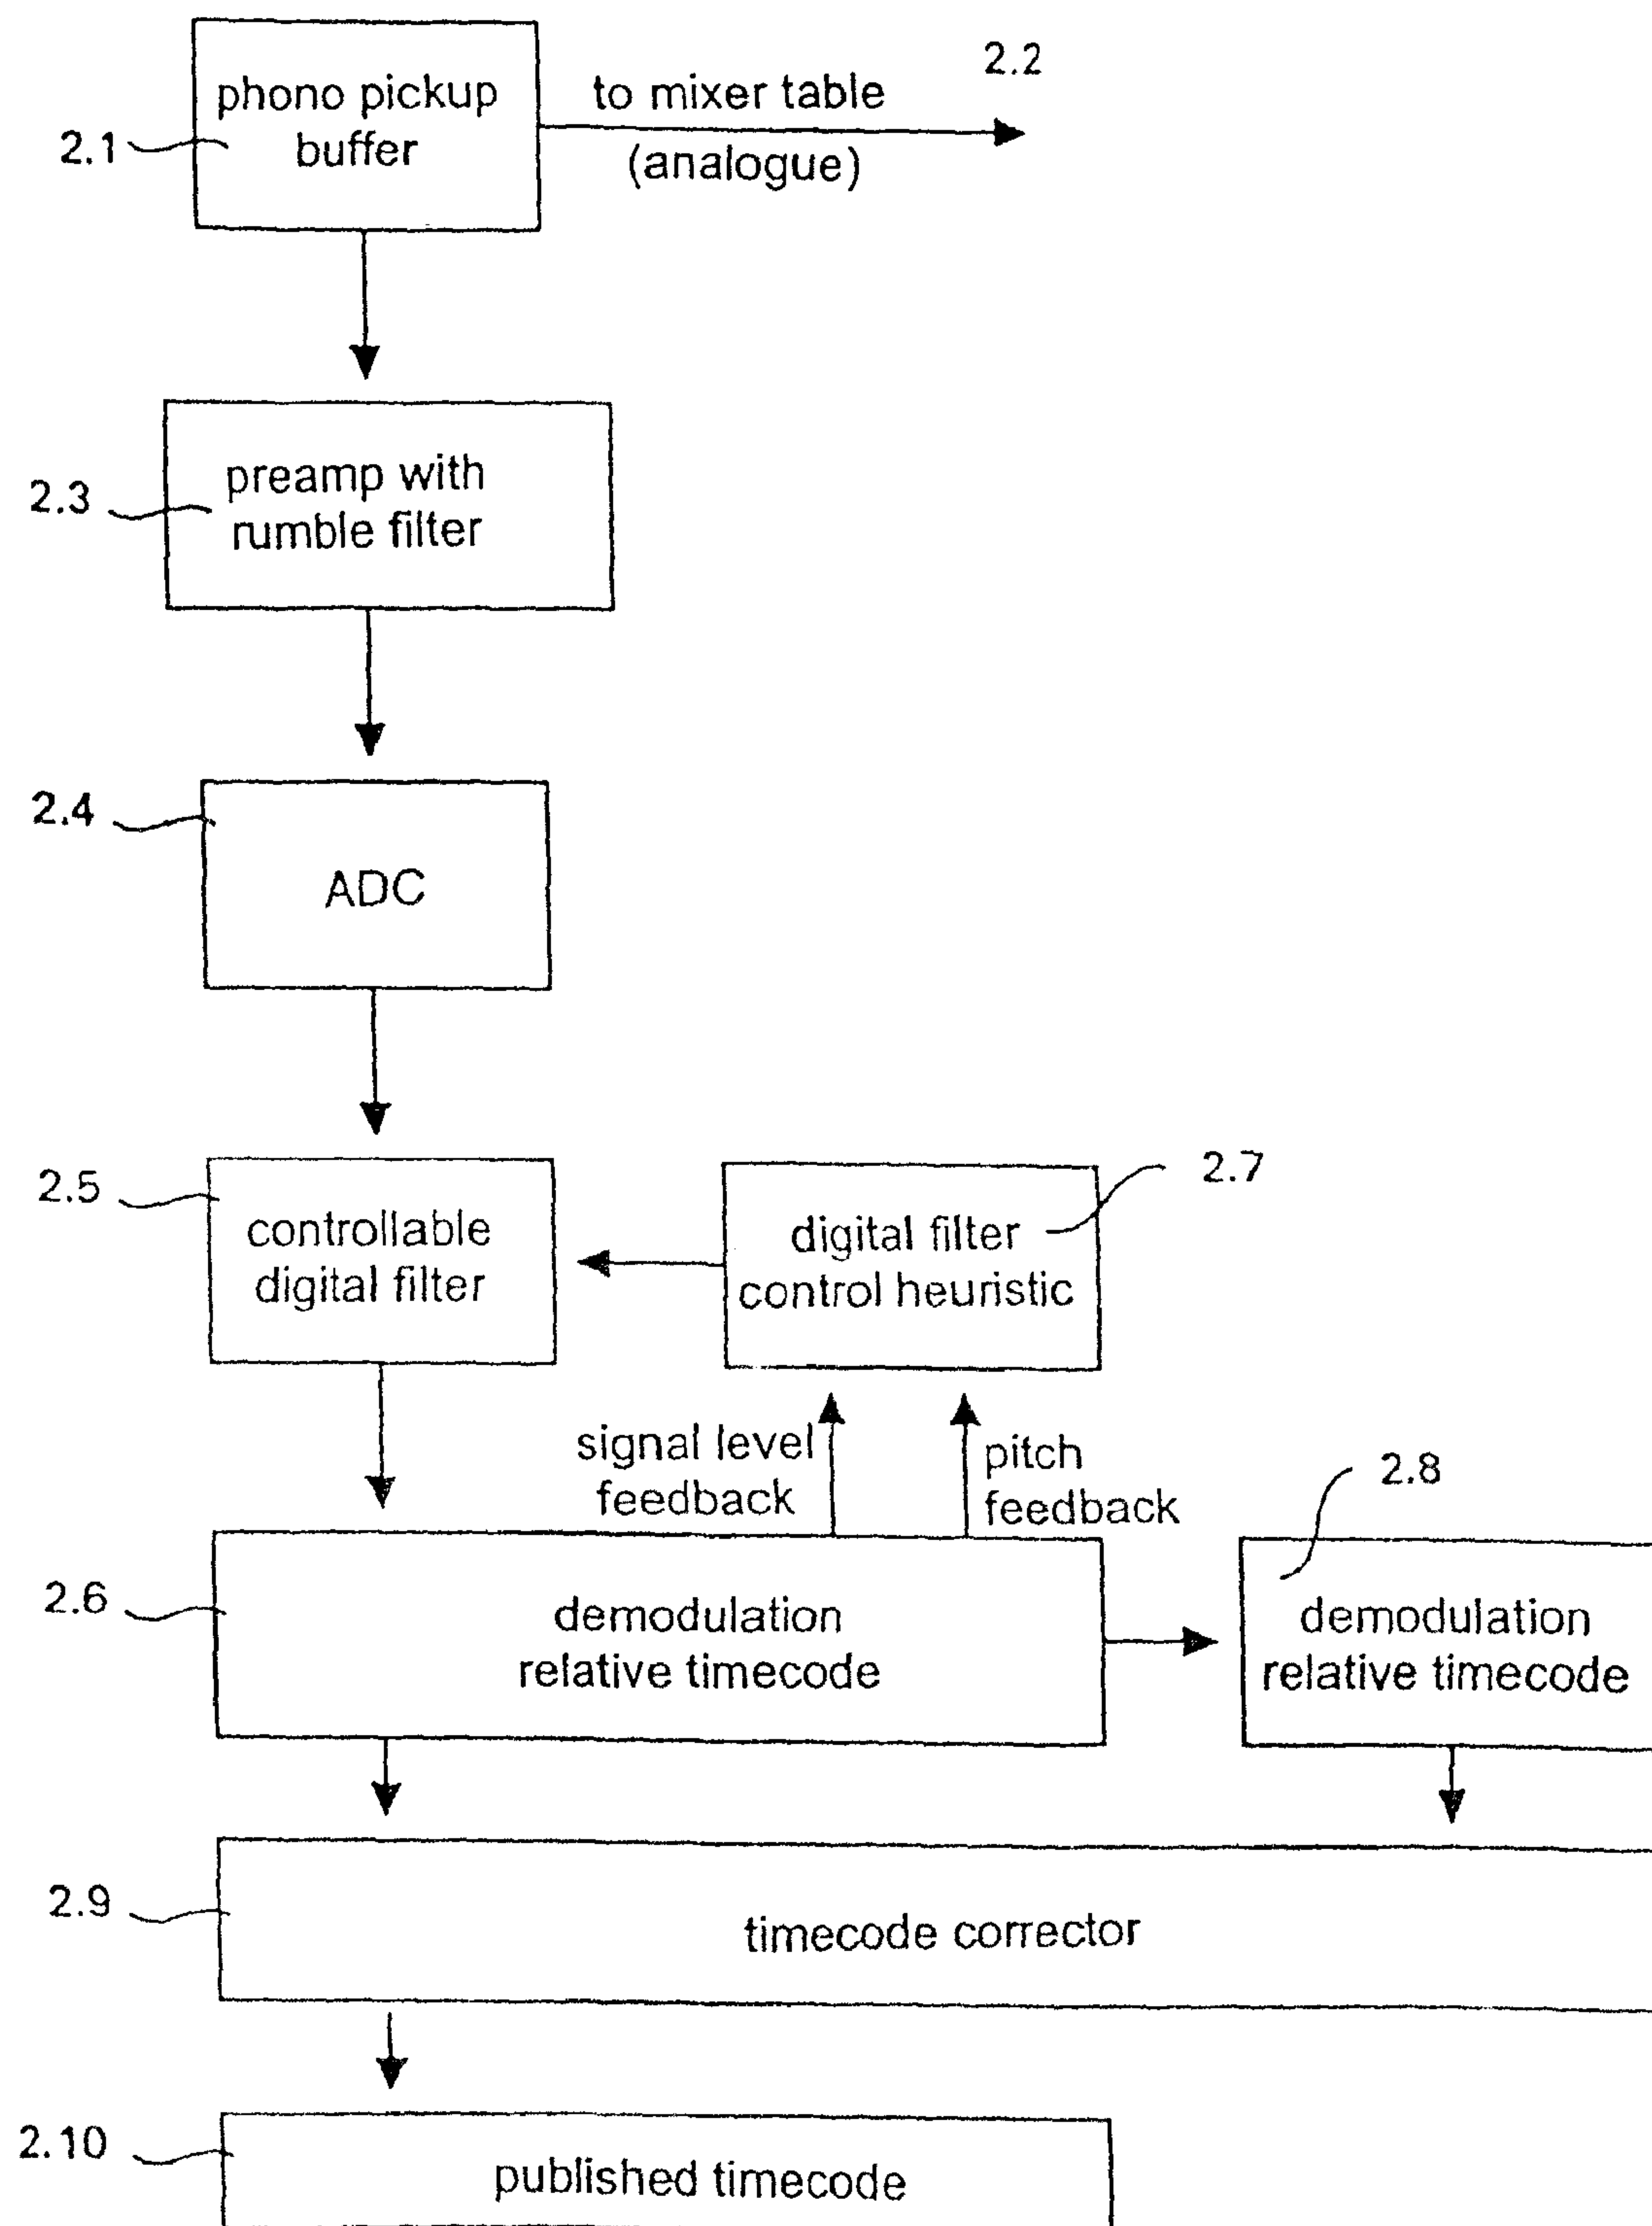 2.2
phono pickup
buffer
2.1
to mixer table
(analogue)
preamp with
rumble filter
2.3
2.4
ADC
2.5
controllable
digital filter
2.7
digital filter
control heuristic
signal level
feedback
pitch
feedback
2.8
2.6
demodulation
relative timecode
demodulation
relative timecode
2.9
timecode corrector
2.10
published timecode